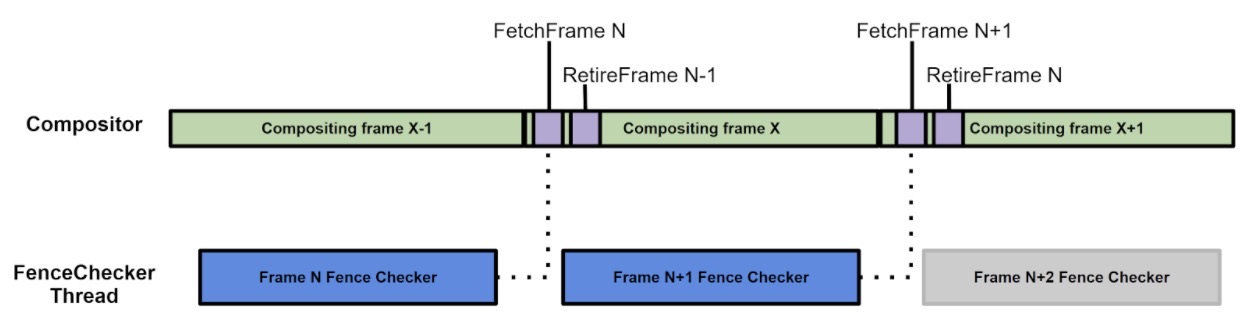 FetchFrame N
FetchFrame N+1
RetireFrame N-1
RetireFrame N
Compositor
Compositing frame X-1
Compositing frame X
Compositing frame X+1
FenceChecker
Thread
Frame N Fence Checker
Frame N+1 Fence Checker
Frame N+2 Fence Checker